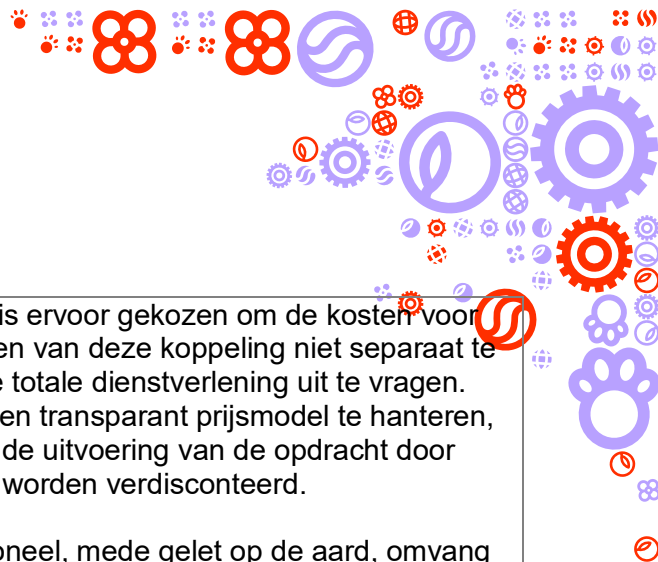 is ervoor gekozen om de kosten voor
en van deze koppeling niet separaat te
totale dienstverlening uit te vragen.
en transparant prijsmodel te hanteren,
de uitvoering van de opdracht door
worden verdisconteerd.
oneel, mede gelet op de aard, omvang